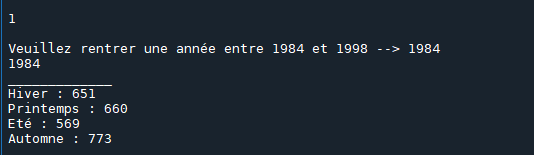 1
Veuillez rentrer une année entre 1984 et 1998 --> 1984
1984
_____________
Hiver : 651
Printemps : 660
Eté : 569
Automne : 773